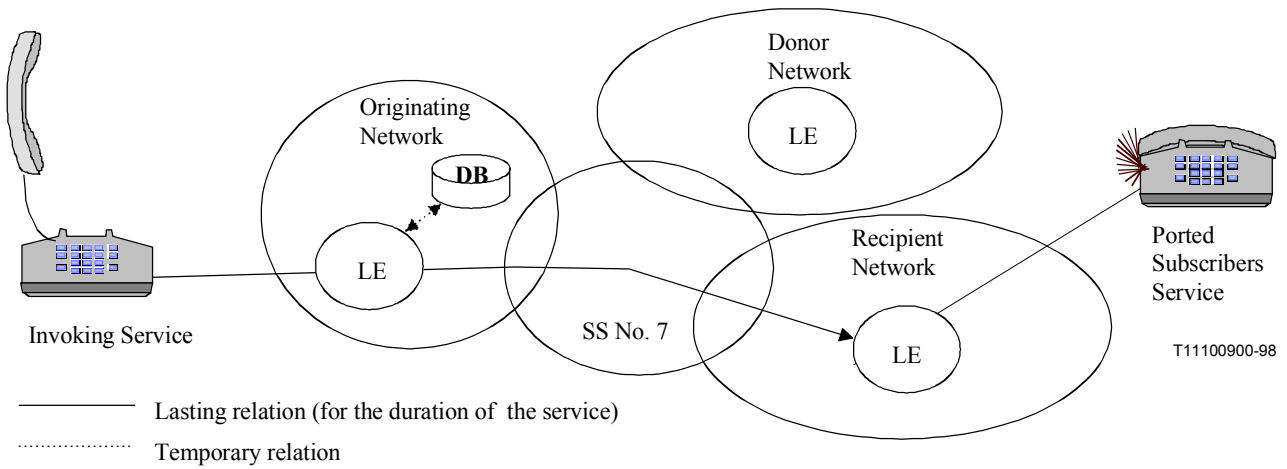 Donor
Network
LE
Originating
Network
DB
LE
Recipient
Network
Ported
Subscribers
Service
SS No. 7
LE
Invoking Service
T11100900-98
Lasting relation (for the duration of the service)
Temporary relation